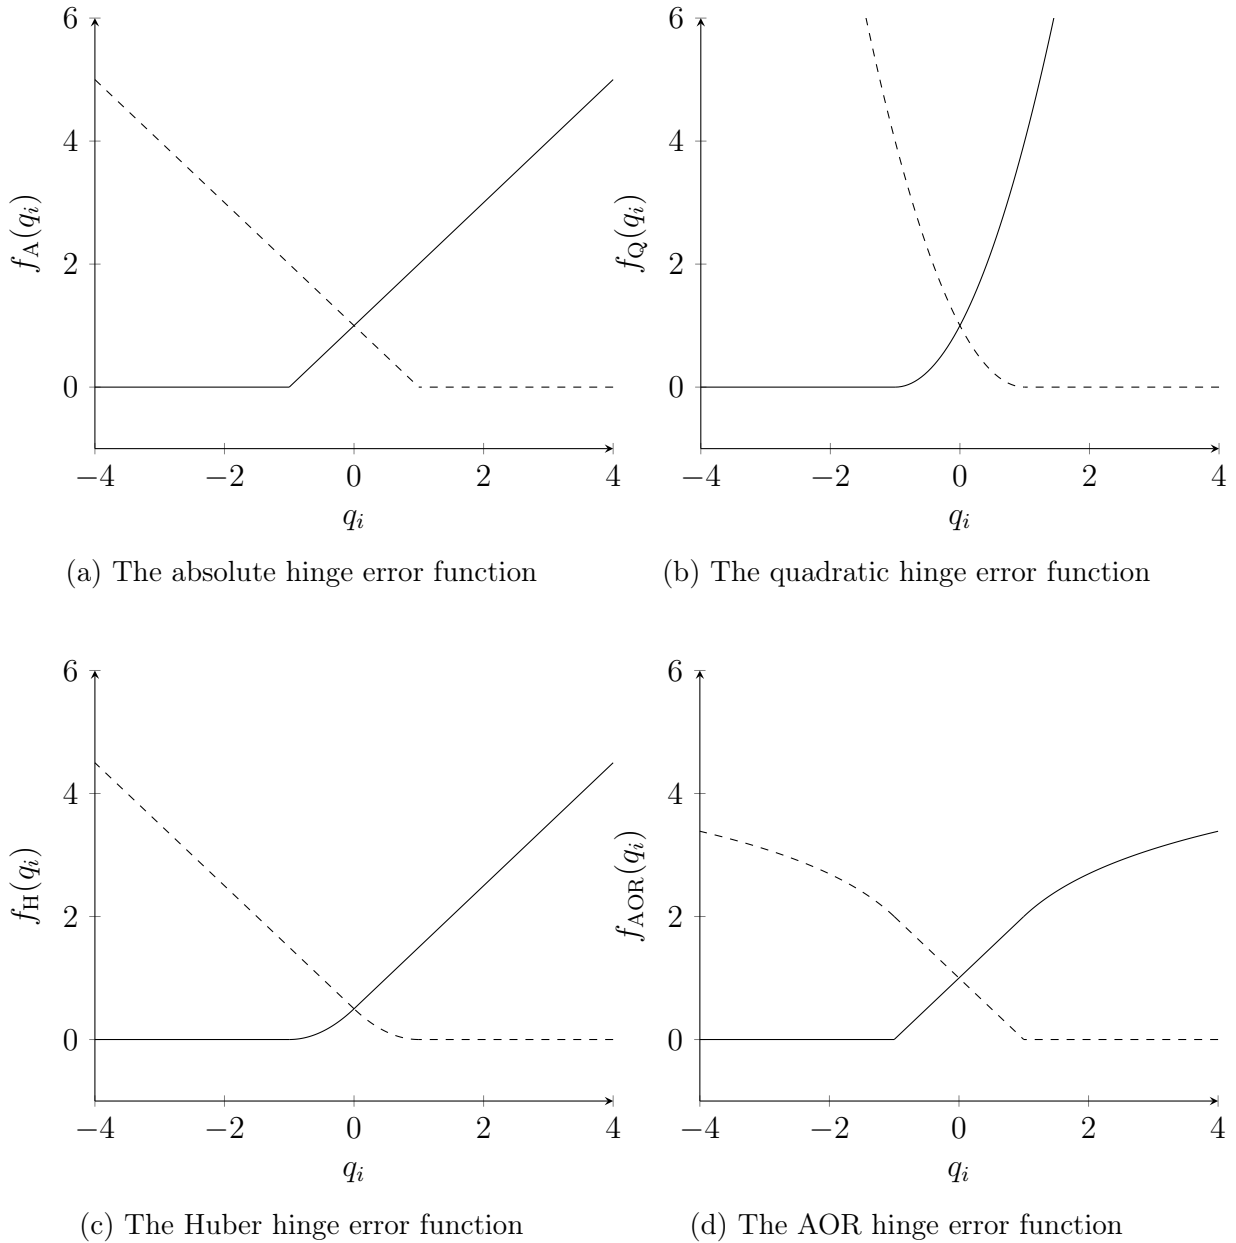 6
4
2
0
−4 −2 0 2 4
f_A(q_i)
q_i
(a) The absolute hinge error function
6
4
2
0
−4 −2 0 2 4
f_Q(q_i)
q_i
(b) The quadratic hinge error function
6
4
2
0
−4 −2 0 2 4
f_H(q_i)
q_i
(c) The Huber hinge error function
6
4
2
0
−4 −2 0 2 4
f_AOR(q_i)
q_i
(d) The AOR hinge error function